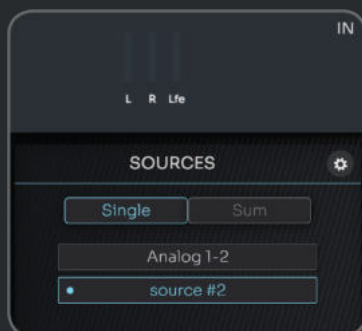 IN
L R Lfe
SOURCES
Single Sum
Analog 1-2
source #2